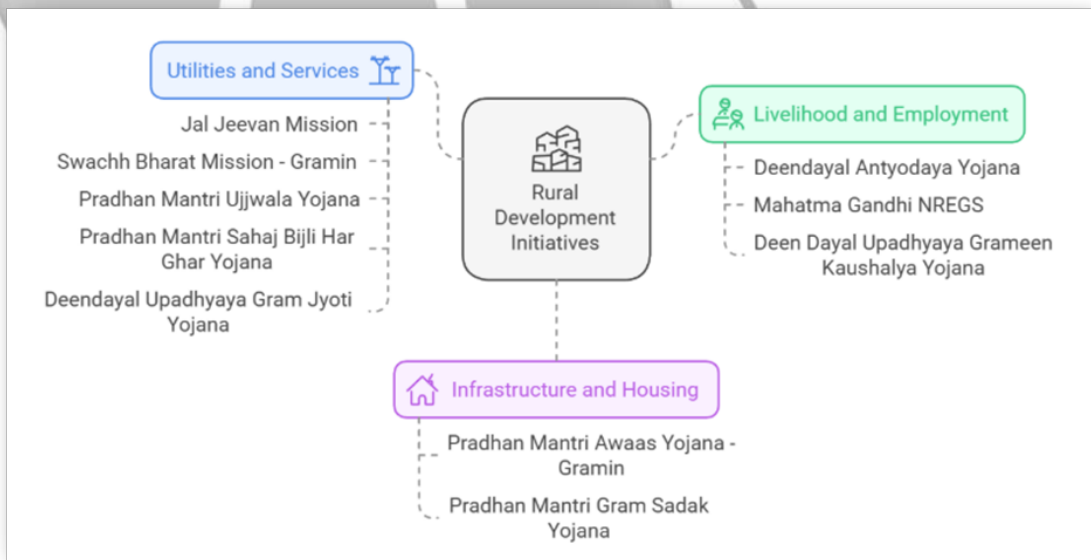 Utilities and Services
Jal Jeevan Mission
Swachh Bharat Mission - Gramin
Pradhan Mantri Ujjwala Yojana
Pradhan Mantri Sahaj Bijli Har
Ghar Yojana
Deendayal Upadhyaya Gram Jyoti
Yojana
Rural
Development
Initiatives
Livelihood and Employment
Deendayal Antyodaya Yojana
Mahatma Gandhi NREGS
Deen Dayal Upadhyaya Grameen
Kaushalya Yojana
Infrastructure and Housing
Pradhan Mantri Awaas Yojana -
Gramin
Pradhan Mantri Gram Sadak
Yojana